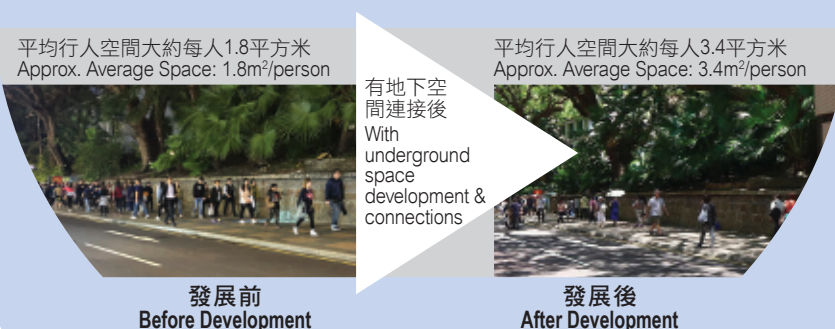 平均行人空間大約每人1.8平方米
Approx. Average Space: 1.8m²/person
有地下空
間連接後
With
underground
space
development &
connections
平均行人空間大約每人3.4平方米
Approx. Average Space: 3.4m²/person
發展前
Before Development
發展後
After Development